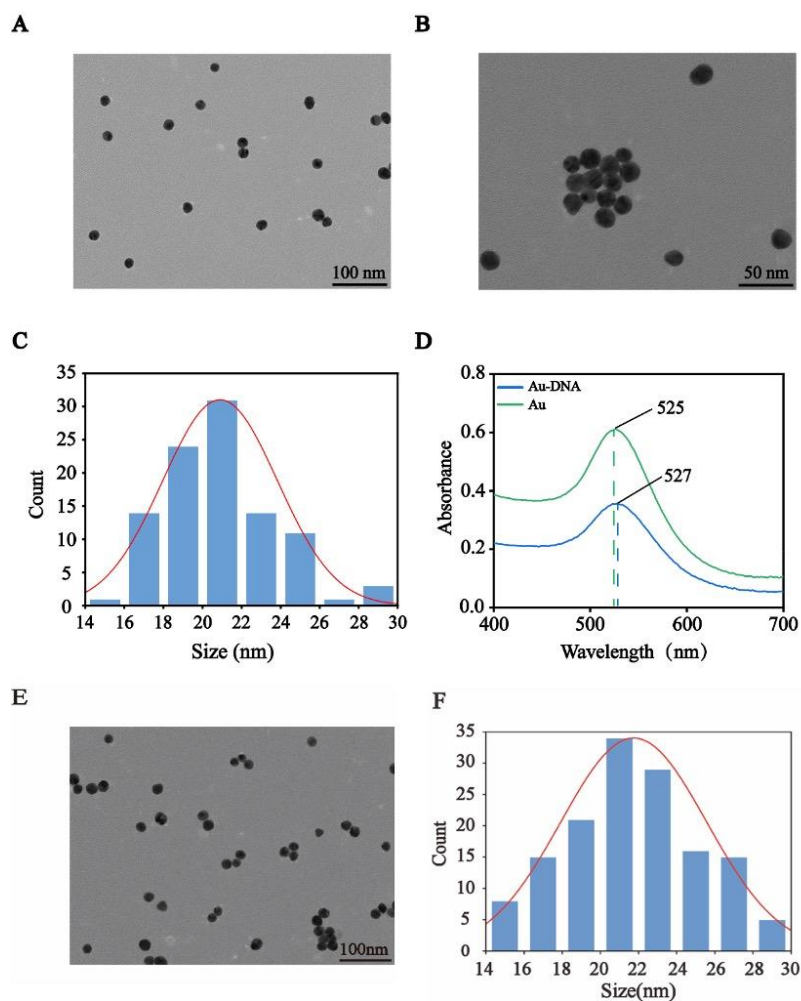 A
B
100 nm
50 nm
C
D
35
30
25
20
15
10
5
0
Count
14 16 18 20 22 24 26 28 30
Size (nm)
0.8
0.6
0.4
0.2
0.0
Absorbance
Au-DNA
Au
525
527
400 500 600 700
Wavelength（nm）
E
F
100nm
35
30
25
20
15
10
5
0
Count
14 16 18 20 22 24 26 28 30
Size(nm)